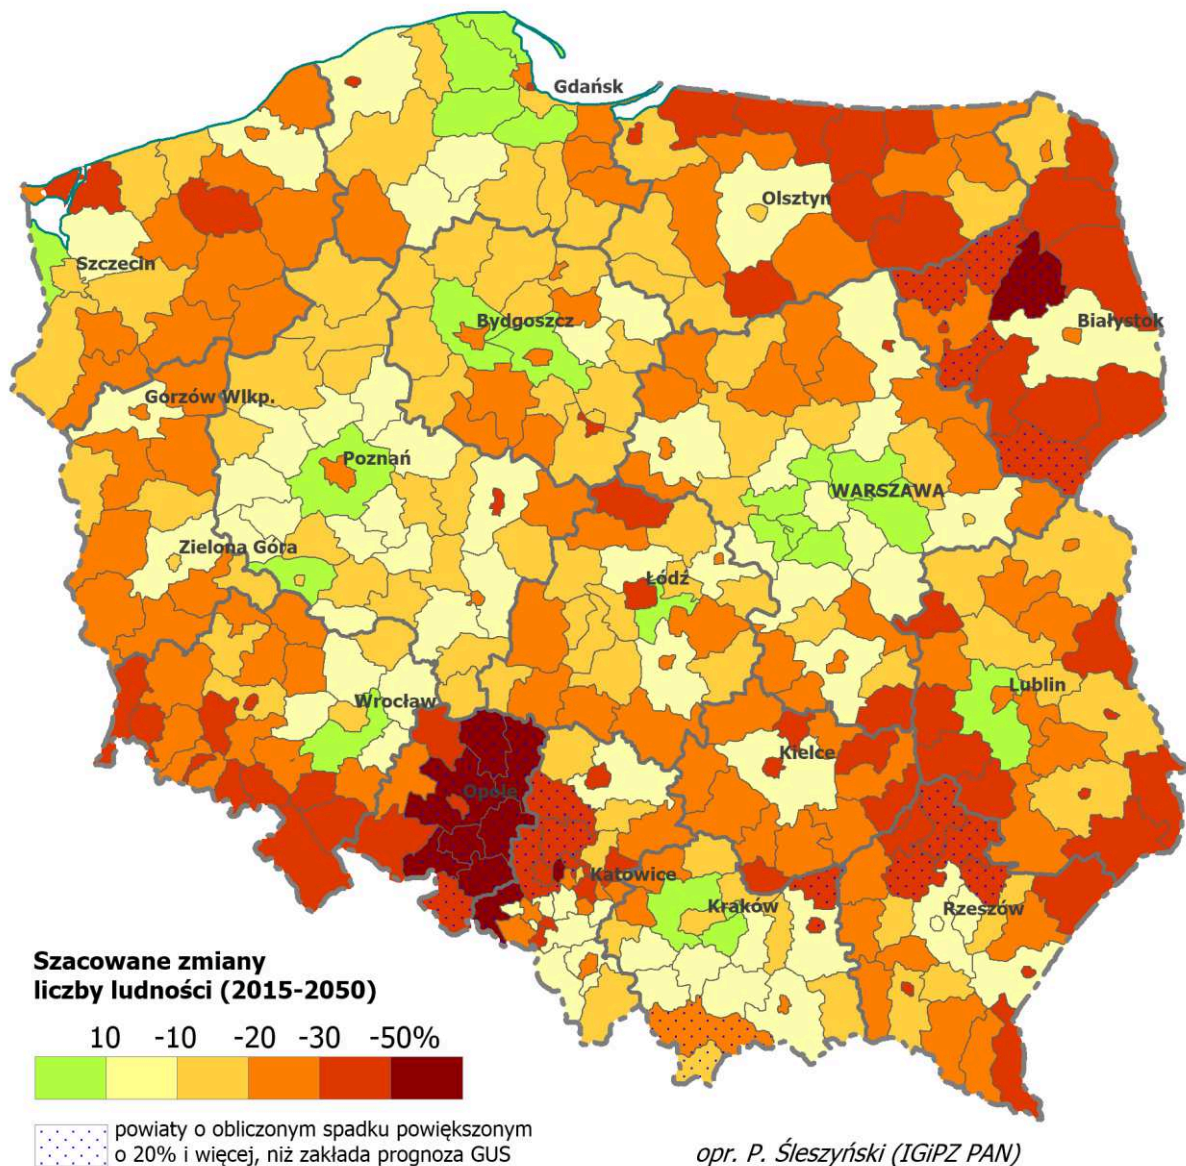 Gdańsk
Olsztyn
Szczecin
Bydgoszcz
Białystok
Gorzów Wlkp.
Poznań
WARSZAWA
Zielona Góra
Łódź
Lublin
Wrocław
Kielce
Opole
Katowice
Kraków
Rzeszów
Szacowane zmiany
liczby ludności (2015-2050)
10 -10 -20 -30 -50%
powiaty o obliczonym spadku powiększonym
o 20% i więcej, niż zakłada prognoza GUS
opr. P. Śleszyński (IGiPZ PAN)